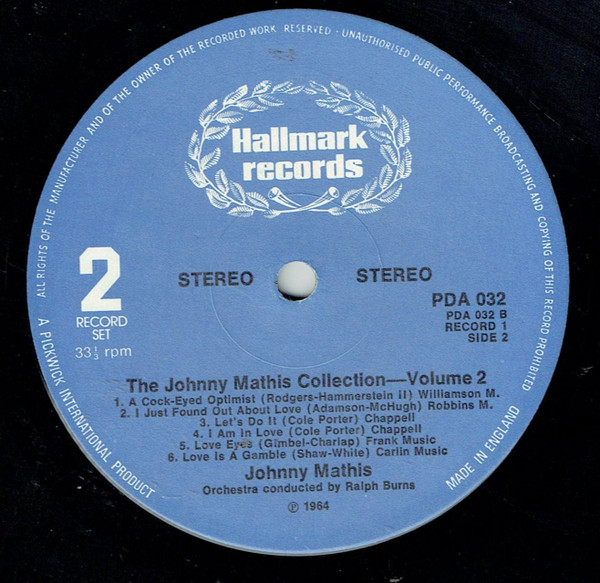 ALL RIGHTS OF THE MANUFACTURER AND OF THE OWNER OF THE RECORDED WORK RESERVED · UNAUTHORISED PUBLIC PERFORMANCE BROADCASTING AND COPYING OF THIS RECORD PROHIBITED
Hallmark
records
2
RECORD
SET
33⅓ rpm
STEREO STEREO
PDA 032
PDA 032 B
RECORD 1
SIDE 2
The Johnny Mathis Collection—Volume 2
1. A Cock-Eyed Optimist (Rodgers-Hammerstein II) Williamson M.
2. I Just Found Out About Love (Adamson-McHugh) Robbins M.
3. Let's Do It (Cole Porter) Chappell
4. I Am in Love (Cole Porter) Chappell
5. Love Eyes (Gimbel-Charlap) Frank Music
6. Love Is A Gamble (Shaw-White) Carlin Music
Johnny Mathis
Orchestra conducted by Ralph Burns
℗ 1964
A PICKWICK INTERNATIONAL PRODUCT
MADE IN ENGLAND